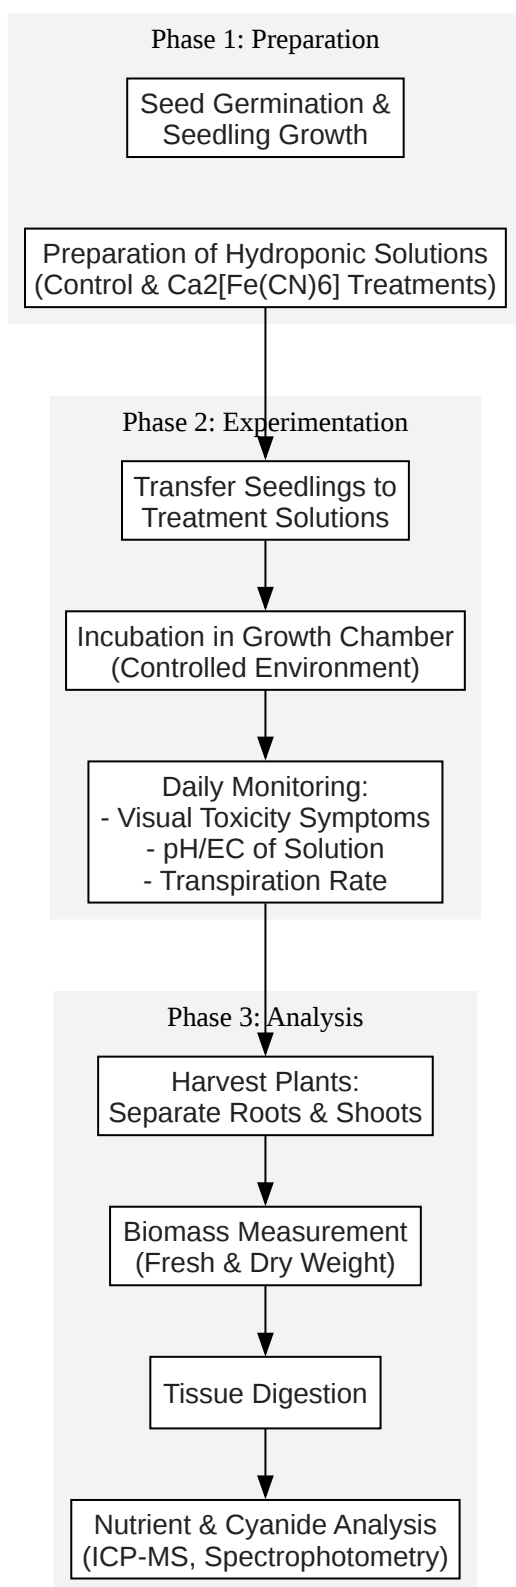 Phase 1: Preparation
Seed Germination &
Seedling Growth
Preparation of Hydroponic Solutions
(Control & Ca2[Fe(CN)6] Treatments)
Phase 2: Experimentation
Transfer Seedlings to
Treatment Solutions
Incubation in Growth Chamber
(Controlled Environment)
Daily Monitoring:
- Visual Toxicity Symptoms
- pH/EC of Solution
- Transpiration Rate
Phase 3: Analysis
Harvest Plants:
Separate Roots & Shoots
Biomass Measurement
(Fresh & Dry Weight)
Tissue Digestion
Nutrient & Cyanide Analysis
(ICP-MS, Spectrophotometry)